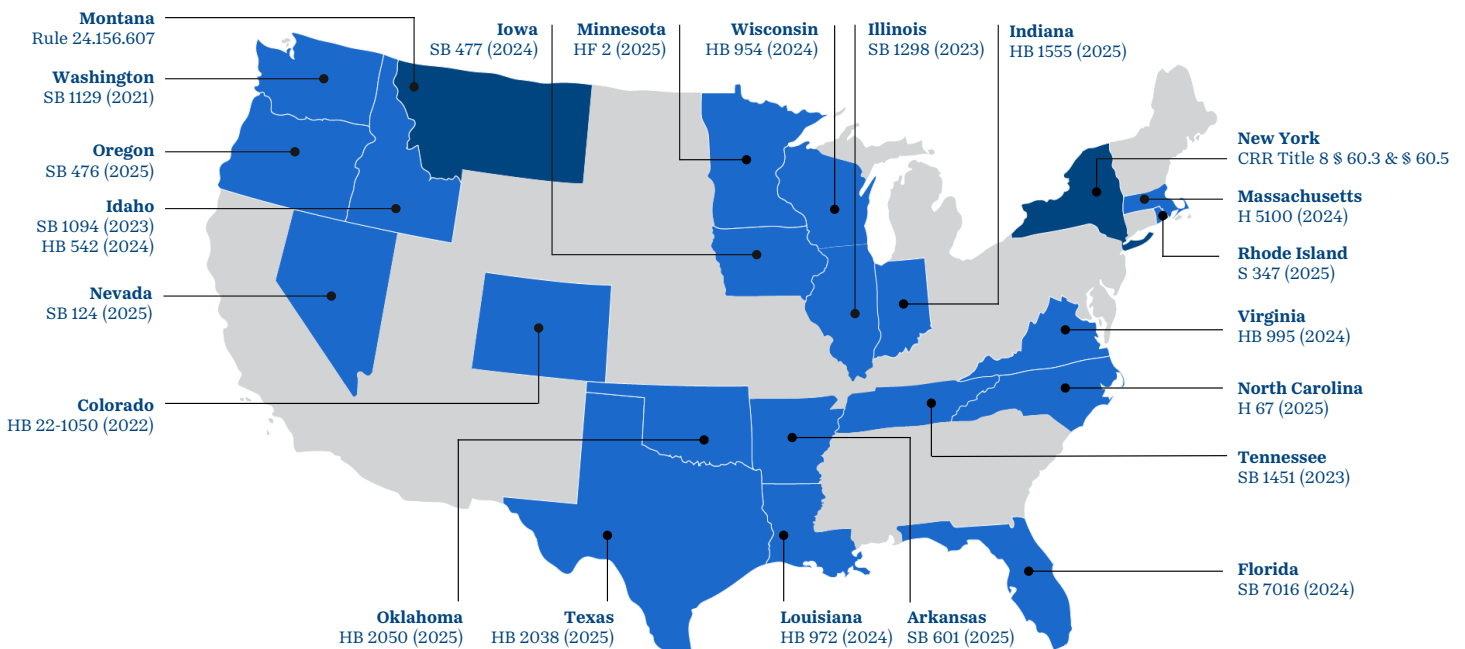 Montana
Rule 24.156.607
Washington
SB 1129 (2021)
Oregon
SB 476 (2025)
Idaho
SB 1094 (2023)
HB 542 (2024)
Nevada
SB 124 (2025)
Colorado
HB 22-1050 (2022)
Iowa
SB 477 (2024)
Minnesota
HF 2 (2025)
Wisconsin
HB 954 (2024)
Illinois
SB 1298 (2023)
Indiana
HB 1555 (2025)
New York
CRR Title 8 $ 60.3 & $ 60.5
Massachusetts
H 5100 (2024)
Rhode Island
S 347 (2025)
Virginia
HB 995 (2024)
North Carolina
H 67 (2025)
Tennessee
SB 1451 (2023)
Florida
SB 7016 (2024)
Oklahoma
HB 2050 (2025)
Texas
HB 2038 (2025)
Louisiana
HB 972 (2024)
Arkansas
SB 601 (2025)